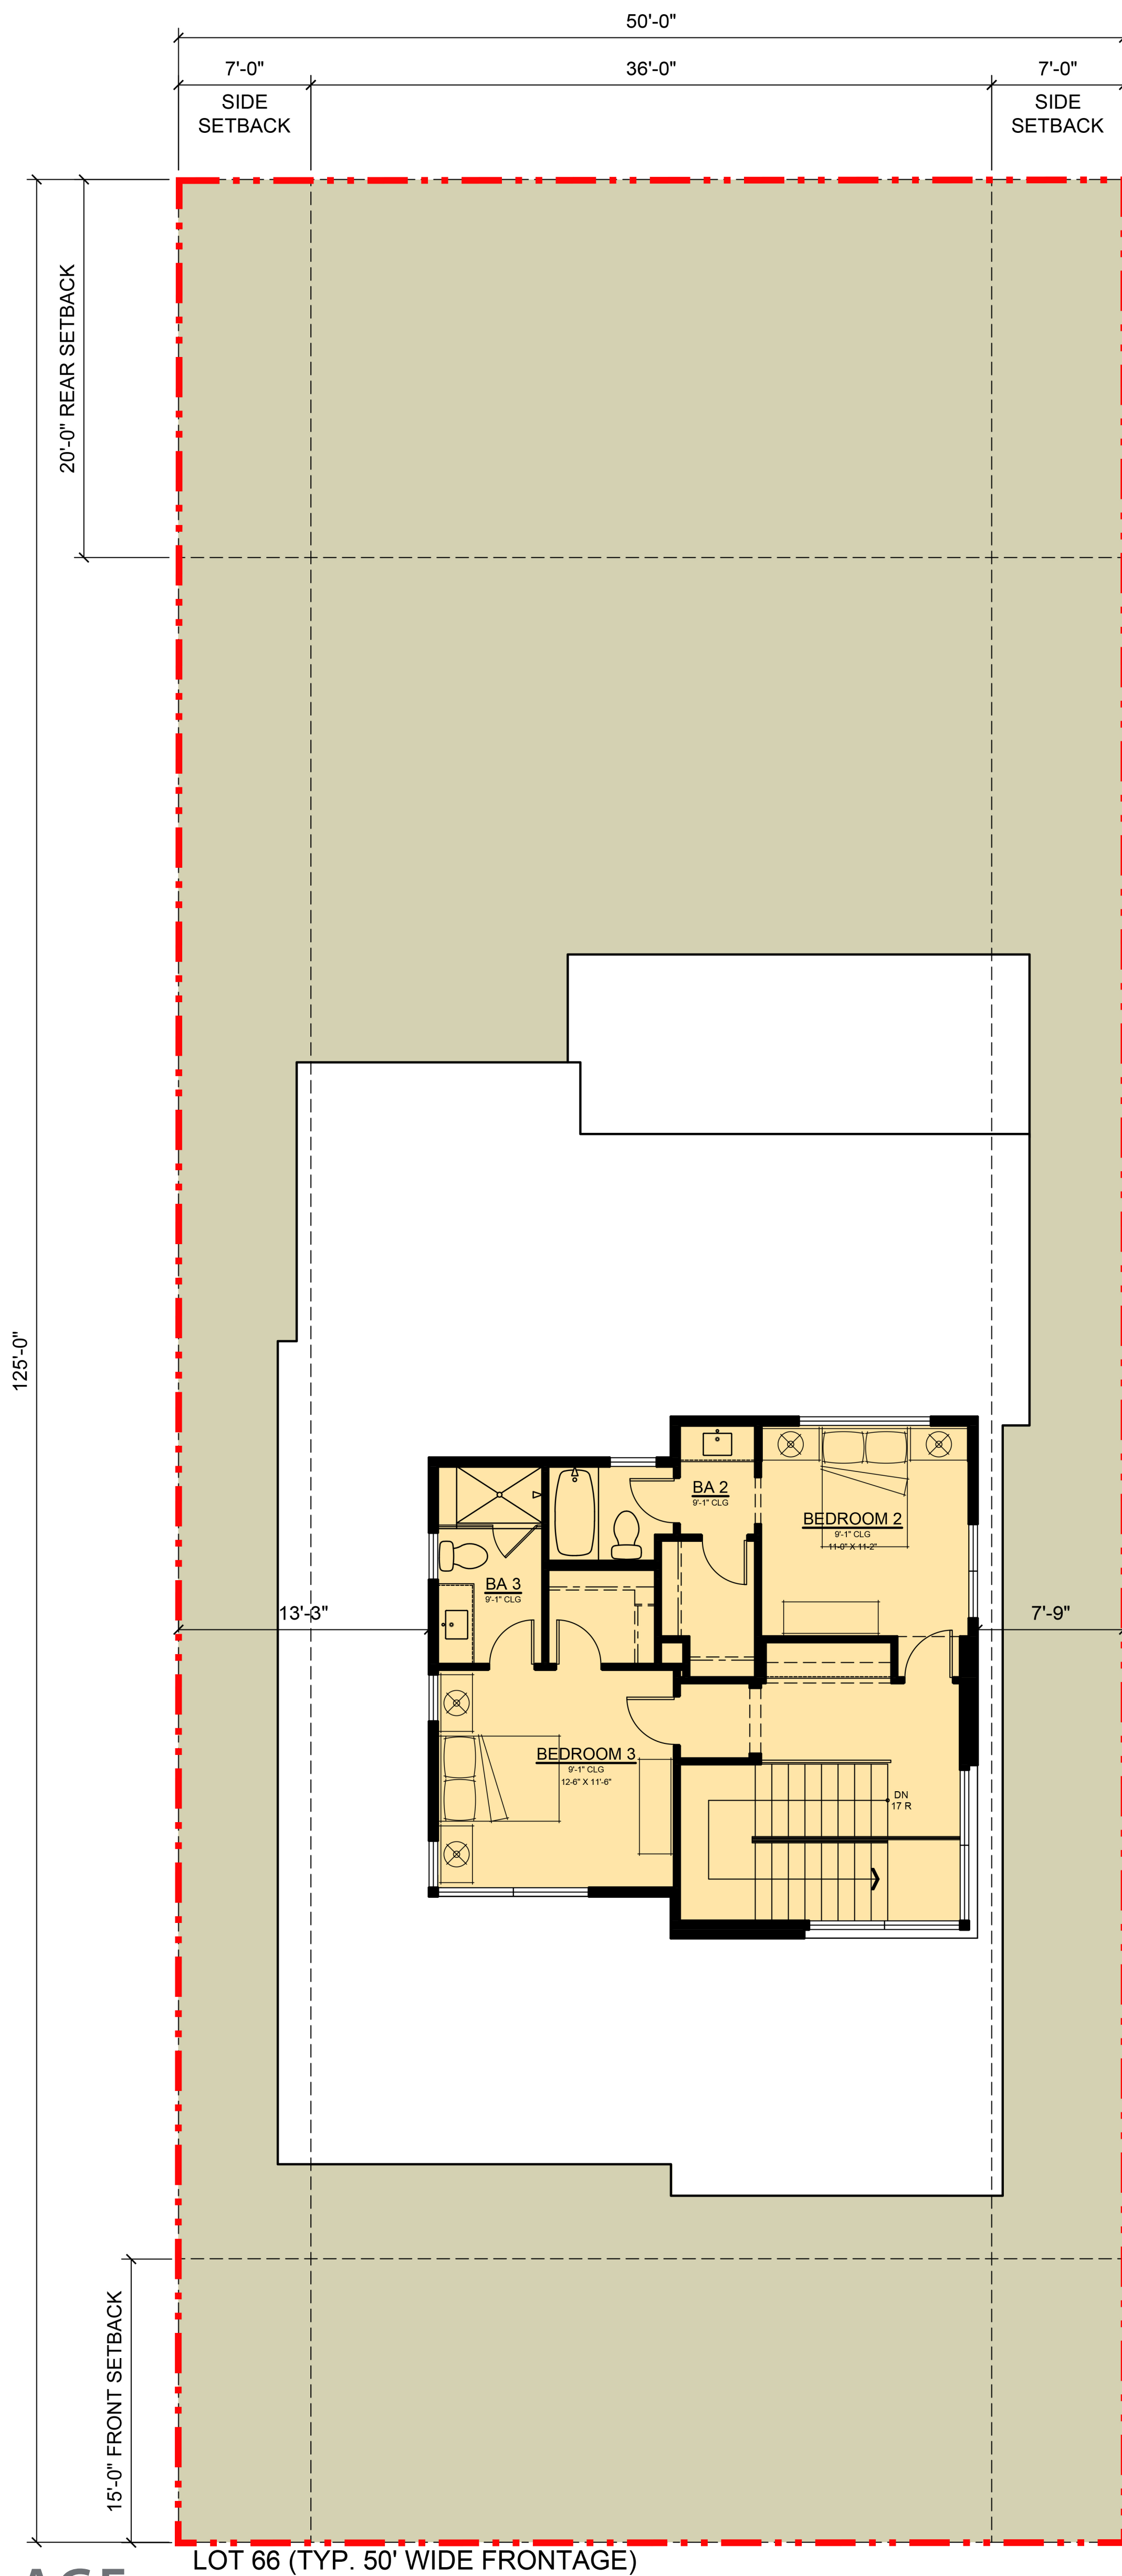 50'-0"
7'-0"
36'-0"
7'-0"
SIDE
SETBACK
SIDE
SETBACK
20'-0" REAR SETBACK
125'-0"
BA 2
9'-1" CLG
BEDROOM 2
9'-1" CLG
11-0" X 11-2"
BA 3
9'-1" CLG
13'-3"
7'-9"
BEDROOM 3
9'-1" CLG
12-6" X 11'-6"
DN
17 R
15'-0" FRONT SETBACK
LOT 66 (TYP. 50' WIDE FRONTAGE)